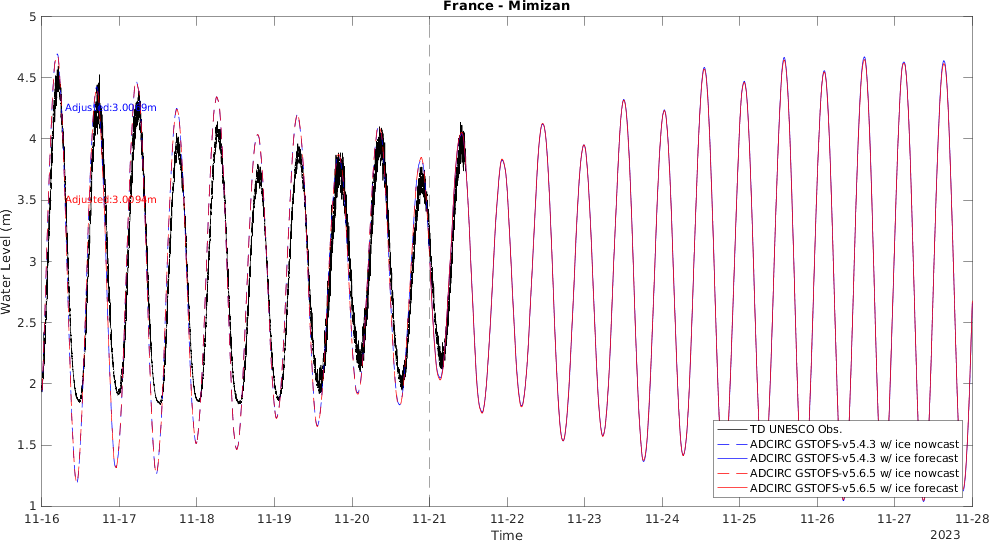 France - Mimizan
5
4.5
4
3.5
3
2.5
2
1.5
1
Water Level (m)
Adjusted:3.0099m
Adjusted:3.0094m
TD UNESCO Obs.
ADCIRC GSTOFS-v5.4.3 w/ ice nowcast
ADCIRC GSTOFS-v5.4.3 w/ ice forecast
ADCIRC GSTOFS-v5.6.5 w/ ice nowcast
ADCIRC GSTOFS-v5.6.5 w/ ice forecast
11-16 11-17 11-18 11-19 11-20 11-21 11-22 11-23 11-24 11-25 11-26 11-27 11-28
Time
2023